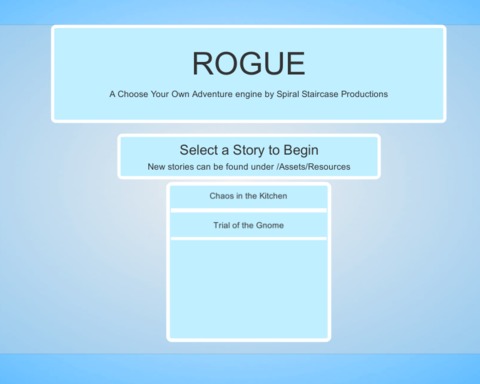 ROGUE
A Choose Your Own Adventure engine by Spiral Staircase Productions
Select a Story to Begin
New stories can be found under /Assets/Resources
Chaos in the Kitchen
Trial of the Gnome